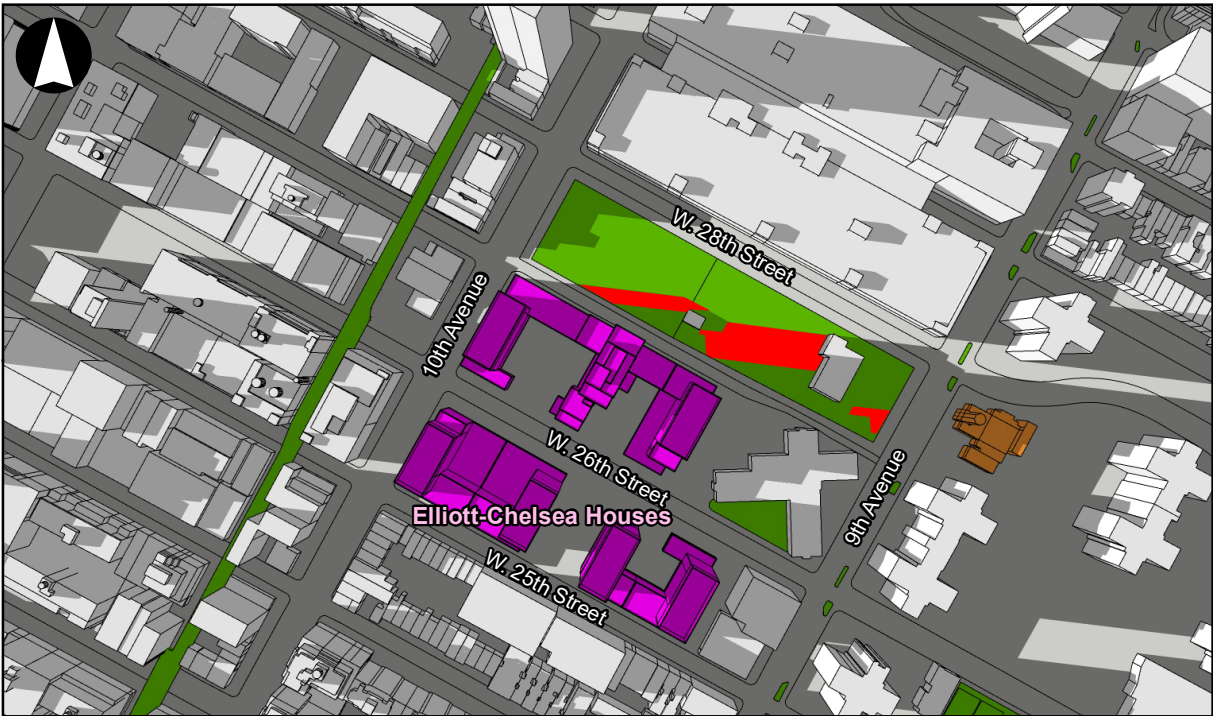 W. 28th Street
10th Avenue
W. 26th Street
9th Avenue
Elliott-Chelsea Houses
W. 25th Street